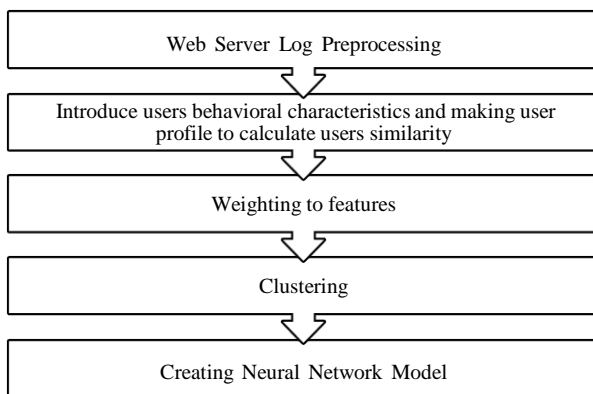 Web Server Log Preprocessing
Introduce users behavioral characteristics and making user
profile to calculate users similarity
Weighting to features
Clustering
Creating Neural Network Model